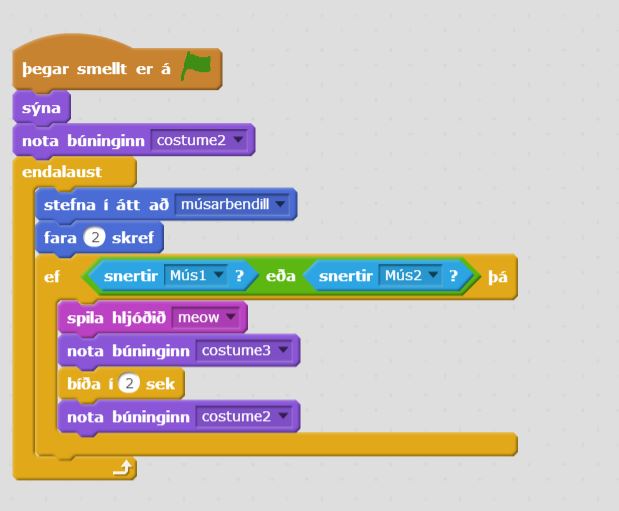 þegar smellt er á
sýna
nota búninginn costume2
endalaust
stefna í átt að músarbendill
fara 2 skref
ef snertir Mús1 ? eða snertir Mús2 ? þá
spila hljóðið meow
nota búninginn costume3
bíða í 2 sek
nota búninginn costume2